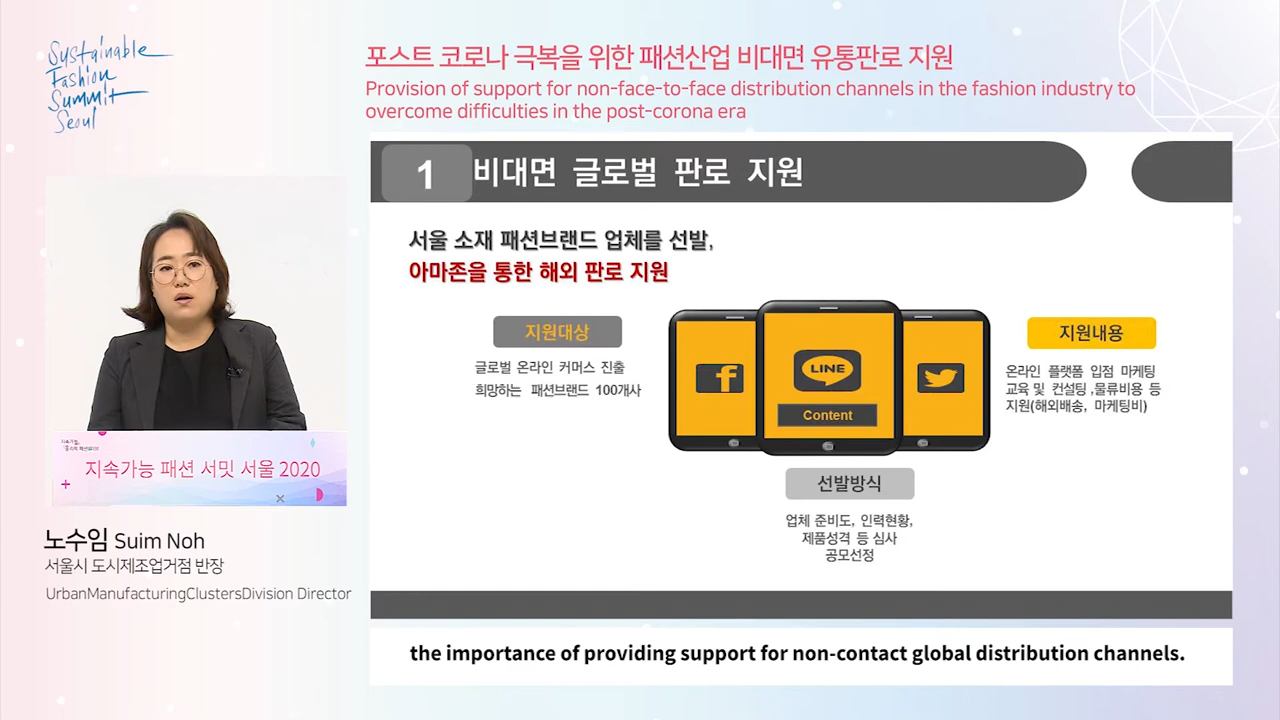 Sustainable
Fashion
Summit
Seoul
포스트 코로나 극복을 위한 패션산업 비대면 유통판로 지원
Provision of support for non-face-to-face distribution channels in the fashion industry to
overcome difficulties in the post-corona era
1 비대면 글로벌 판로 지원
서울 소재 패션브랜드 업체를 선발,
아마존을 통한 해외 판로 지원
지원대상
글로벌 온라인 커머스 진출
희망하는 패션브랜드 100개사
f
LINE
Content
지원내용
온라인 플랫폼 입점 마케팅
교육 및 컨설팅 ,물류비용 등
지원(해외배송, 마케팅비)
선발방식
업체 준비도, 인력현황,
제품성격 등 심사
공모선정
지속가능 패션 서밋 서울 2020
노수임 Suim Noh
서울시 도시제조업거점 반장
UrbanManufacturingClustersDivision Director
the importance of providing support for non-contact global distribution channels.